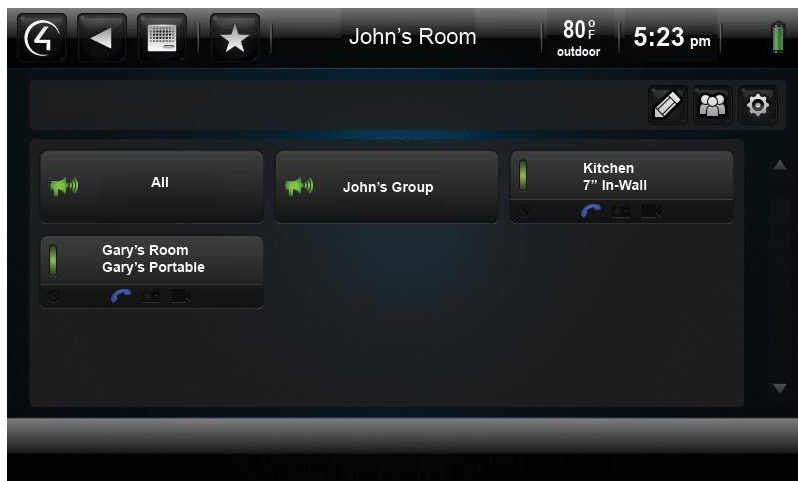 John's Room
80°F
outdoor
5:23 pm
All
John's Group
Kitchen
7” In-Wall
Gary's Room
Gary's Portable